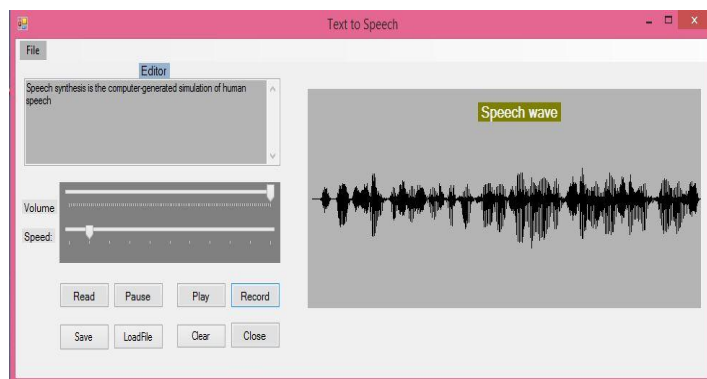 Text to Speech
File
Editor
Speech synthesis is the computer-generated simulation of human
speech
Speech wave
Volume
Speed:
Read Pause Play Record
Save LoadFile Clear Close